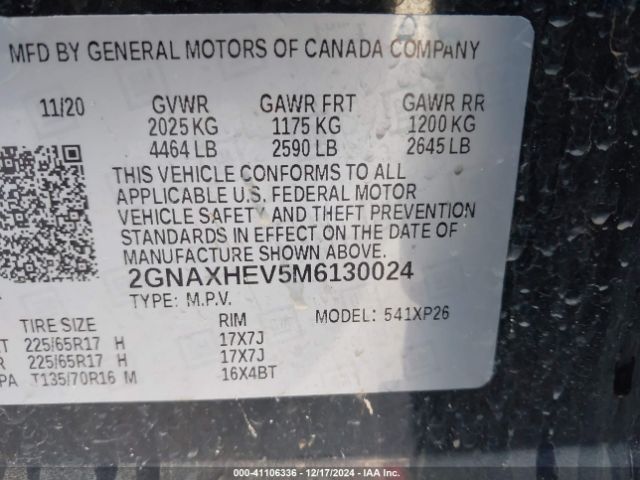 MFD BY GENERAL MOTORS OF CANADA COMPANY
11/20 GVWR GAWR FRT GAWR RR
2025 KG 1175 KG 1200 KG
4464 LB 2590 LB 2645 LB
THIS VEHICLE CONFORMS TO ALL
APPLICABLE U.S. FEDERAL MOTOR
VEHICLE SAFETY AND THEFT PREVENTION
STANDARDS IN EFFECT ON THE DATE OF
MANUFACTURE SHOWN ABOVE.
2GNAXHEV5M6130024
TYPE: M.P.V. MODEL: 541XP26
TIRE SIZE RIM
225/65R17 H 17X7J
225/65R17 H 17X7J
T135/70R16 M 16X4BT
000-41106336 | 12/17/2024 | IAA Inc.